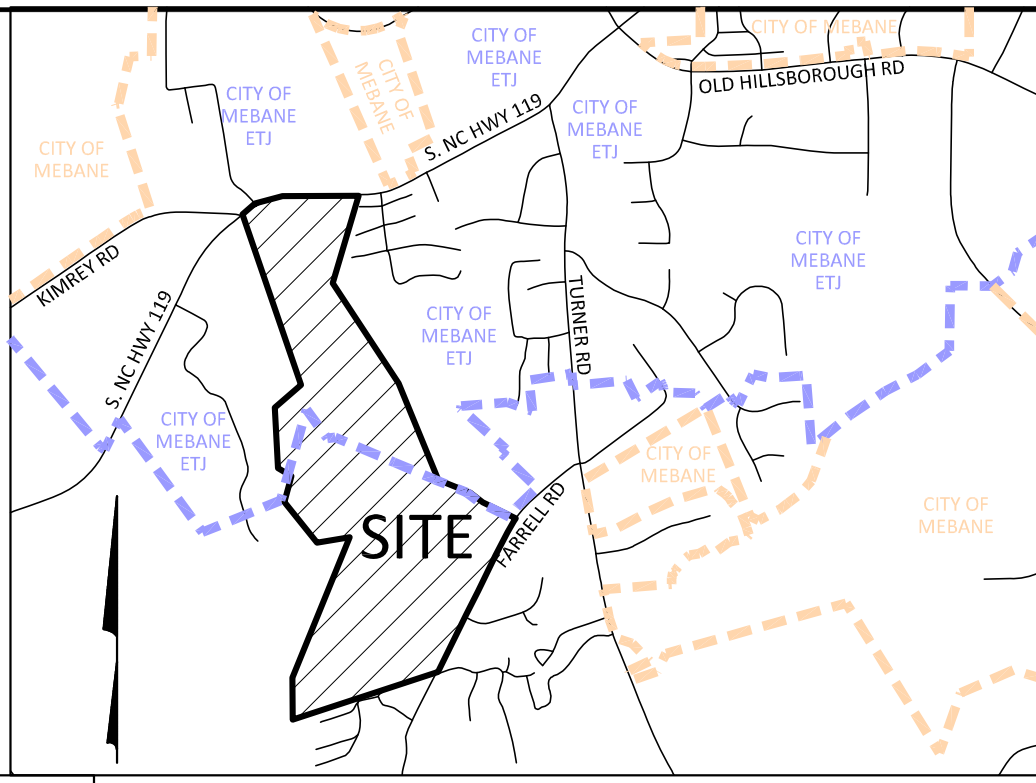 CITY OF MEBANE
CITY OF
MEBANE
ETJ
CITY OF
MEBANE
OLD HILLSBOROUGH RD
CITY OF
MEBANE
ETJ
S. NC HWY 119
CITY OF
MEBANE
ETJ
CITY OF
MEBANE
KIMREY RD
CITY OF
MEBANE
ETJ
S. NC HWY 119
TURNER RD
CITY OF
MEBANE
ETJ
CITY OF
MEBANE
ETJ
CITY OF
MEBANE
CITY OF
MEBANE
SITE
FARRELL RD